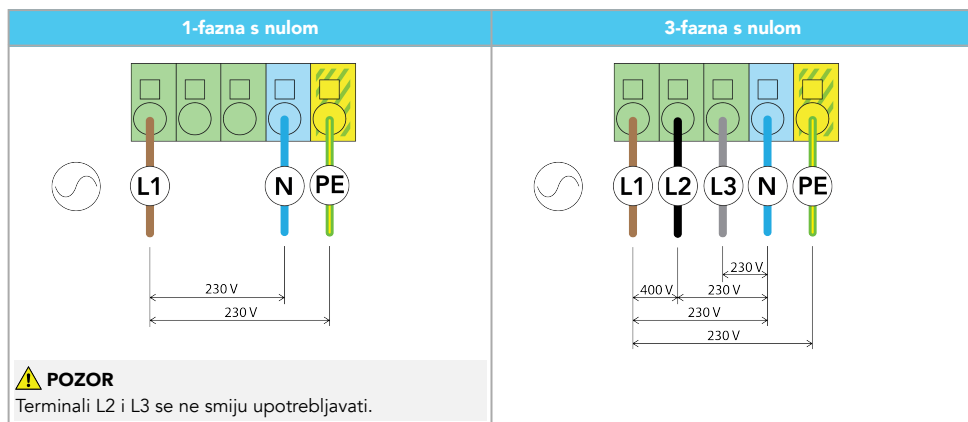 1-fazna s nulom
3-fazna s nulom
L1 N PE
230 V
230 V
POZOR
Terminali L2 i L3 se ne smiju upotrebljavati.
L1 L2 L3 N PE
230 V
400 V 230 V
230 V
230 V